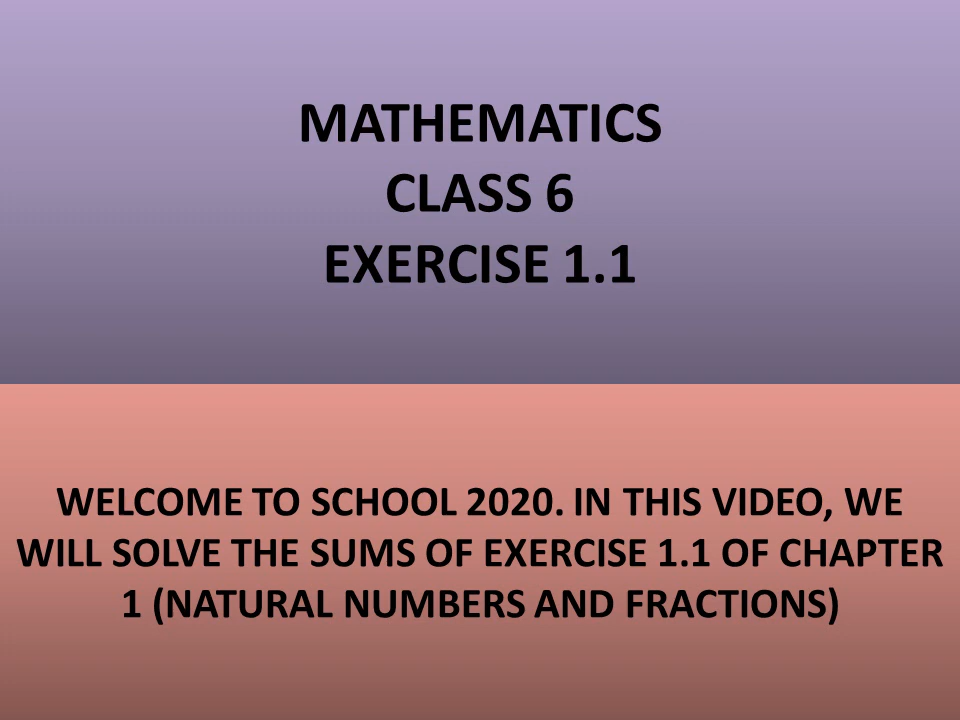 MATHEMATICS
CLASS 6
EXERCISE 1.1
WELCOME TO SCHOOL 2020. IN THIS VIDEO, WE
WILL SOLVE THE SUMS OF EXERCISE 1.1 OF CHAPTER
1 (NATURAL NUMBERS AND FRACTIONS)